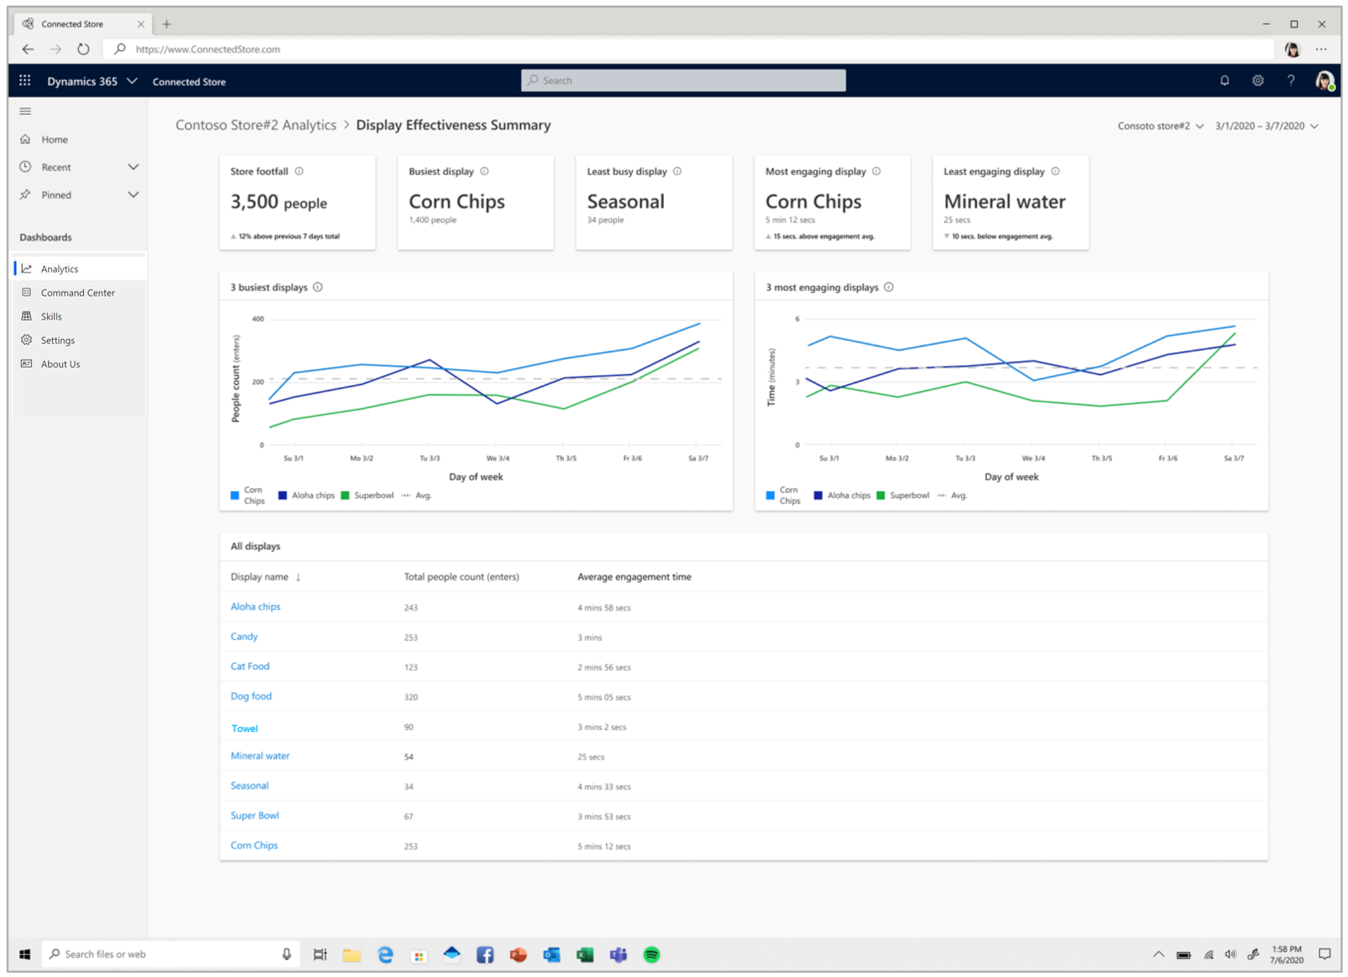 Connected Store
https://www.ConnectedStore.com
Dynamics 365
Connected Store
Search
Home
Recent
Pinned
Dashboards
Analytics
Command Center
Skills
Settings
About Us
Contoso Store#2 Analytics > Display Effectiveness Summary
Consoto store#2
3/1/2020 – 3/7/2020
Store footfall
3,500 people
12% above previous 7 days total
Busiest display
Corn Chips
1,400 people
Least busy display
Seasonal
34 people
Most engaging display
Corn Chips
5 min 12 secs
15 secs. above engagement avg.
Least engaging display
Mineral water
25 secs
10 secs. below engagement avg.
3 busiest displays
People count (enters)
400
200
0
Su 3/1 Mo 3/2 Tu 3/3 We 3/4 Th 3/5 Fr 3/6 Sa 3/7
Day of week
Corn Chips Aloha chips Superbowl Avg.
3 most engaging displays
Time (minutes)
6
3
0
Su 3/1 Mo 3/2 Tu 3/3 We 3/4 Th 3/5 Fr 3/6 Sa 3/7
Day of week
Corn Chips Aloha chips Superbowl Avg.
All displays
Display name ↓ Total people count (enters) Average engagement time
Aloha chips 243 4 mins 58 secs
Candy 253 3 mins
Cat Food 123 2 mins 56 secs
Dog food 320 5 mins 05 secs
Towel 90 3 mins 2 secs
Mineral water 54 25 secs
Seasonal 34 4 mins 33 secs
Super Bowl 67 3 mins 53 secs
Corn Chips 253 5 mins 12 secs
Search files or web
1:58 PM
7/6/2020